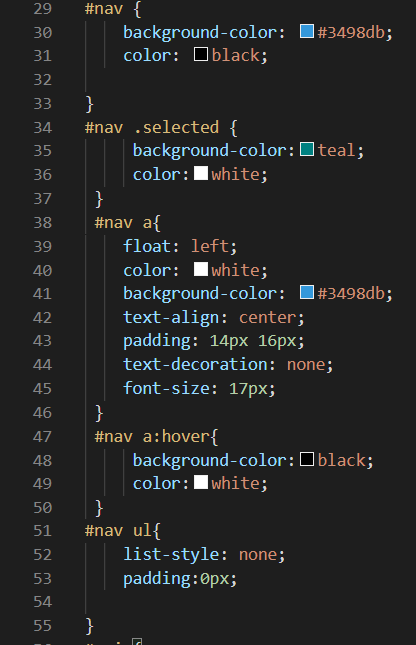 29 #nav {
30 background-color: #3498db;
31 color: black;
32
33 }
34 #nav .selected {
35 background-color:teal;
36 color:white;
37 }
38 #nav a{
39 float: left;
40 color: white;
41 background-color: #3498db;
42 text-align: center;
43 padding: 14px 16px;
44 text-decoration: none;
45 font-size: 17px;
46 }
47 #nav a:hover{
48 background-color:black;
49 color:white;
50 }
51 #nav ul{
52 list-style: none;
53 padding:0px;
54
55 }